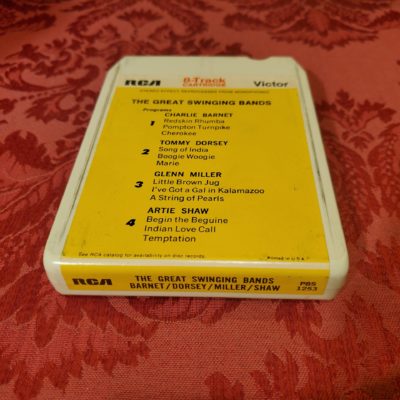 RCA 8-Track CARTRIDGE Victor
STEREO EFFECT REPROCESSED FROM MONOPHONIC
THE GREAT SWINGING BANDS
Programs
1 CHARLIE BARNET
Redskin Rhumba
Pompton Turnpike
Cherokee
2 TOMMY DORSEY
Song of India
Boogie Woogie
Marie
3 GLENN MILLER
Little Brown Jug
I've Got a Gal in Kalamazoo
A String of Pearls
4 ARTIE SHAW
Begin the Beguine
Indian Love Call
Temptation
See RCA catalog for availability on disc records.
Printed in U.S.A.
RCA THE GREAT SWINGING BANDS P8S
BARNET/DORSEY/MILLER/SHAW 1253